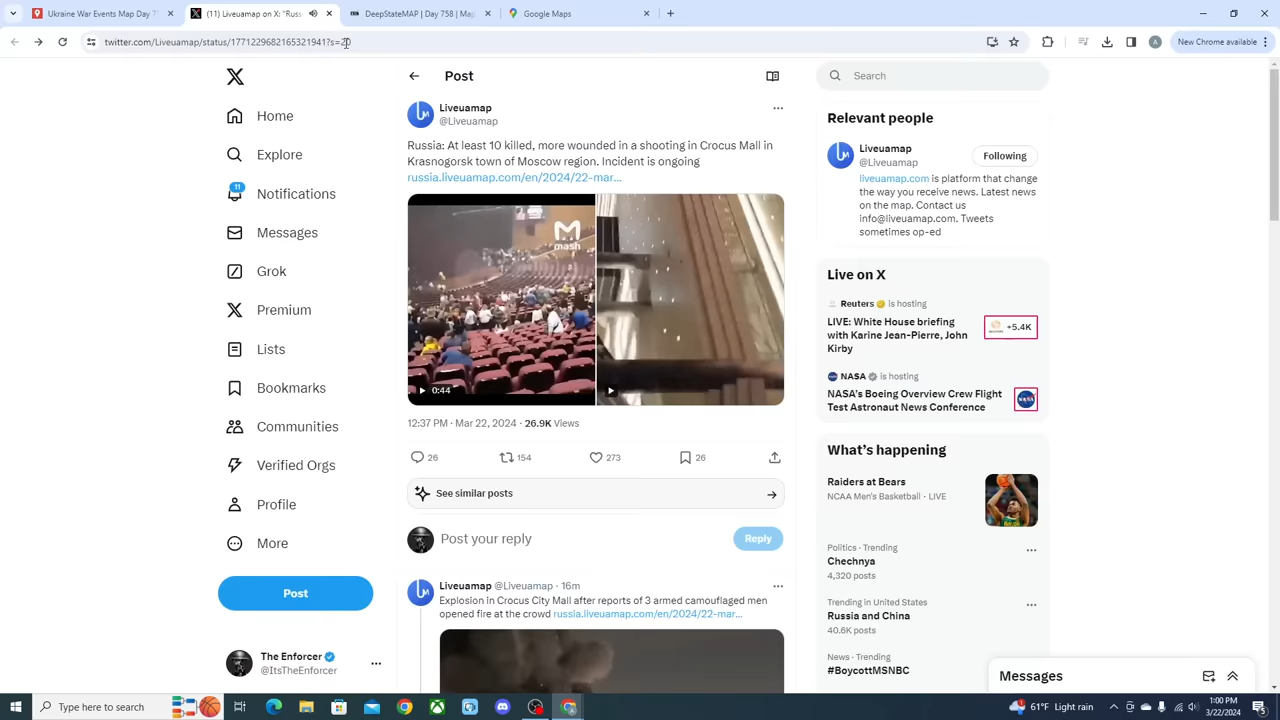 Ukraine War Events Map Day 7
(11) Liveuamap on X: "Russ
DeepStateMAP | Day 758 | Map
Google Maps
twitter.com/Liveuamap/status/1771229682165321941?s=20
New Chrome available
Home
Explore
11
Notifications
Messages
Grok
Premium
Lists
Bookmarks
Communities
Verified Orgs
Profile
More
Post
The Enforcer
@ItsTheEnforcer
Post
Liveuamap
@Liveuamap
Russia: At least 10 killed, more wounded in a shooting in Crocus Mall in
Krasnogorsk town of Moscow region. Incident is ongoing
russia.liveuamap.com/en/2024/22-mar...
mash
0:44
12:37 PM · Mar 22, 2024 · 26.9K Views
26 154 273 26
See similar posts
Post your reply
Reply
Liveuamap @Liveuamap · 16m
Explosion in Crocus City Mall after reports of 3 armed camouflaged men
opened fire at the crowd russia.liveuamap.com/en/2024/22-mar...
Search
Relevant people
Liveuamap
@Liveuamap
Following
liveuamap.com is platform that change
the way you receive news. Latest news
on the map. Contact us
info@liveuamap.com. Tweets
sometimes op-ed
Live on X
Reuters is hosting
LIVE: White House briefing
with Karine Jean-Pierre, John
Kirby
+5.4K
NASA is hosting
NASA's Boeing Overview Crew Flight
Test Astronaut News Conference
What's happening
Raiders at Bears
NCAA Men's Basketball · LIVE
Politics · Trending
Chechnya
4,320 posts
Trending in United States
Russia and China
40.6K posts
News · Trending
#BoycottMSNBC
Messages
Type here to search
61°F Light rain
1:00 PM
3/22/2024